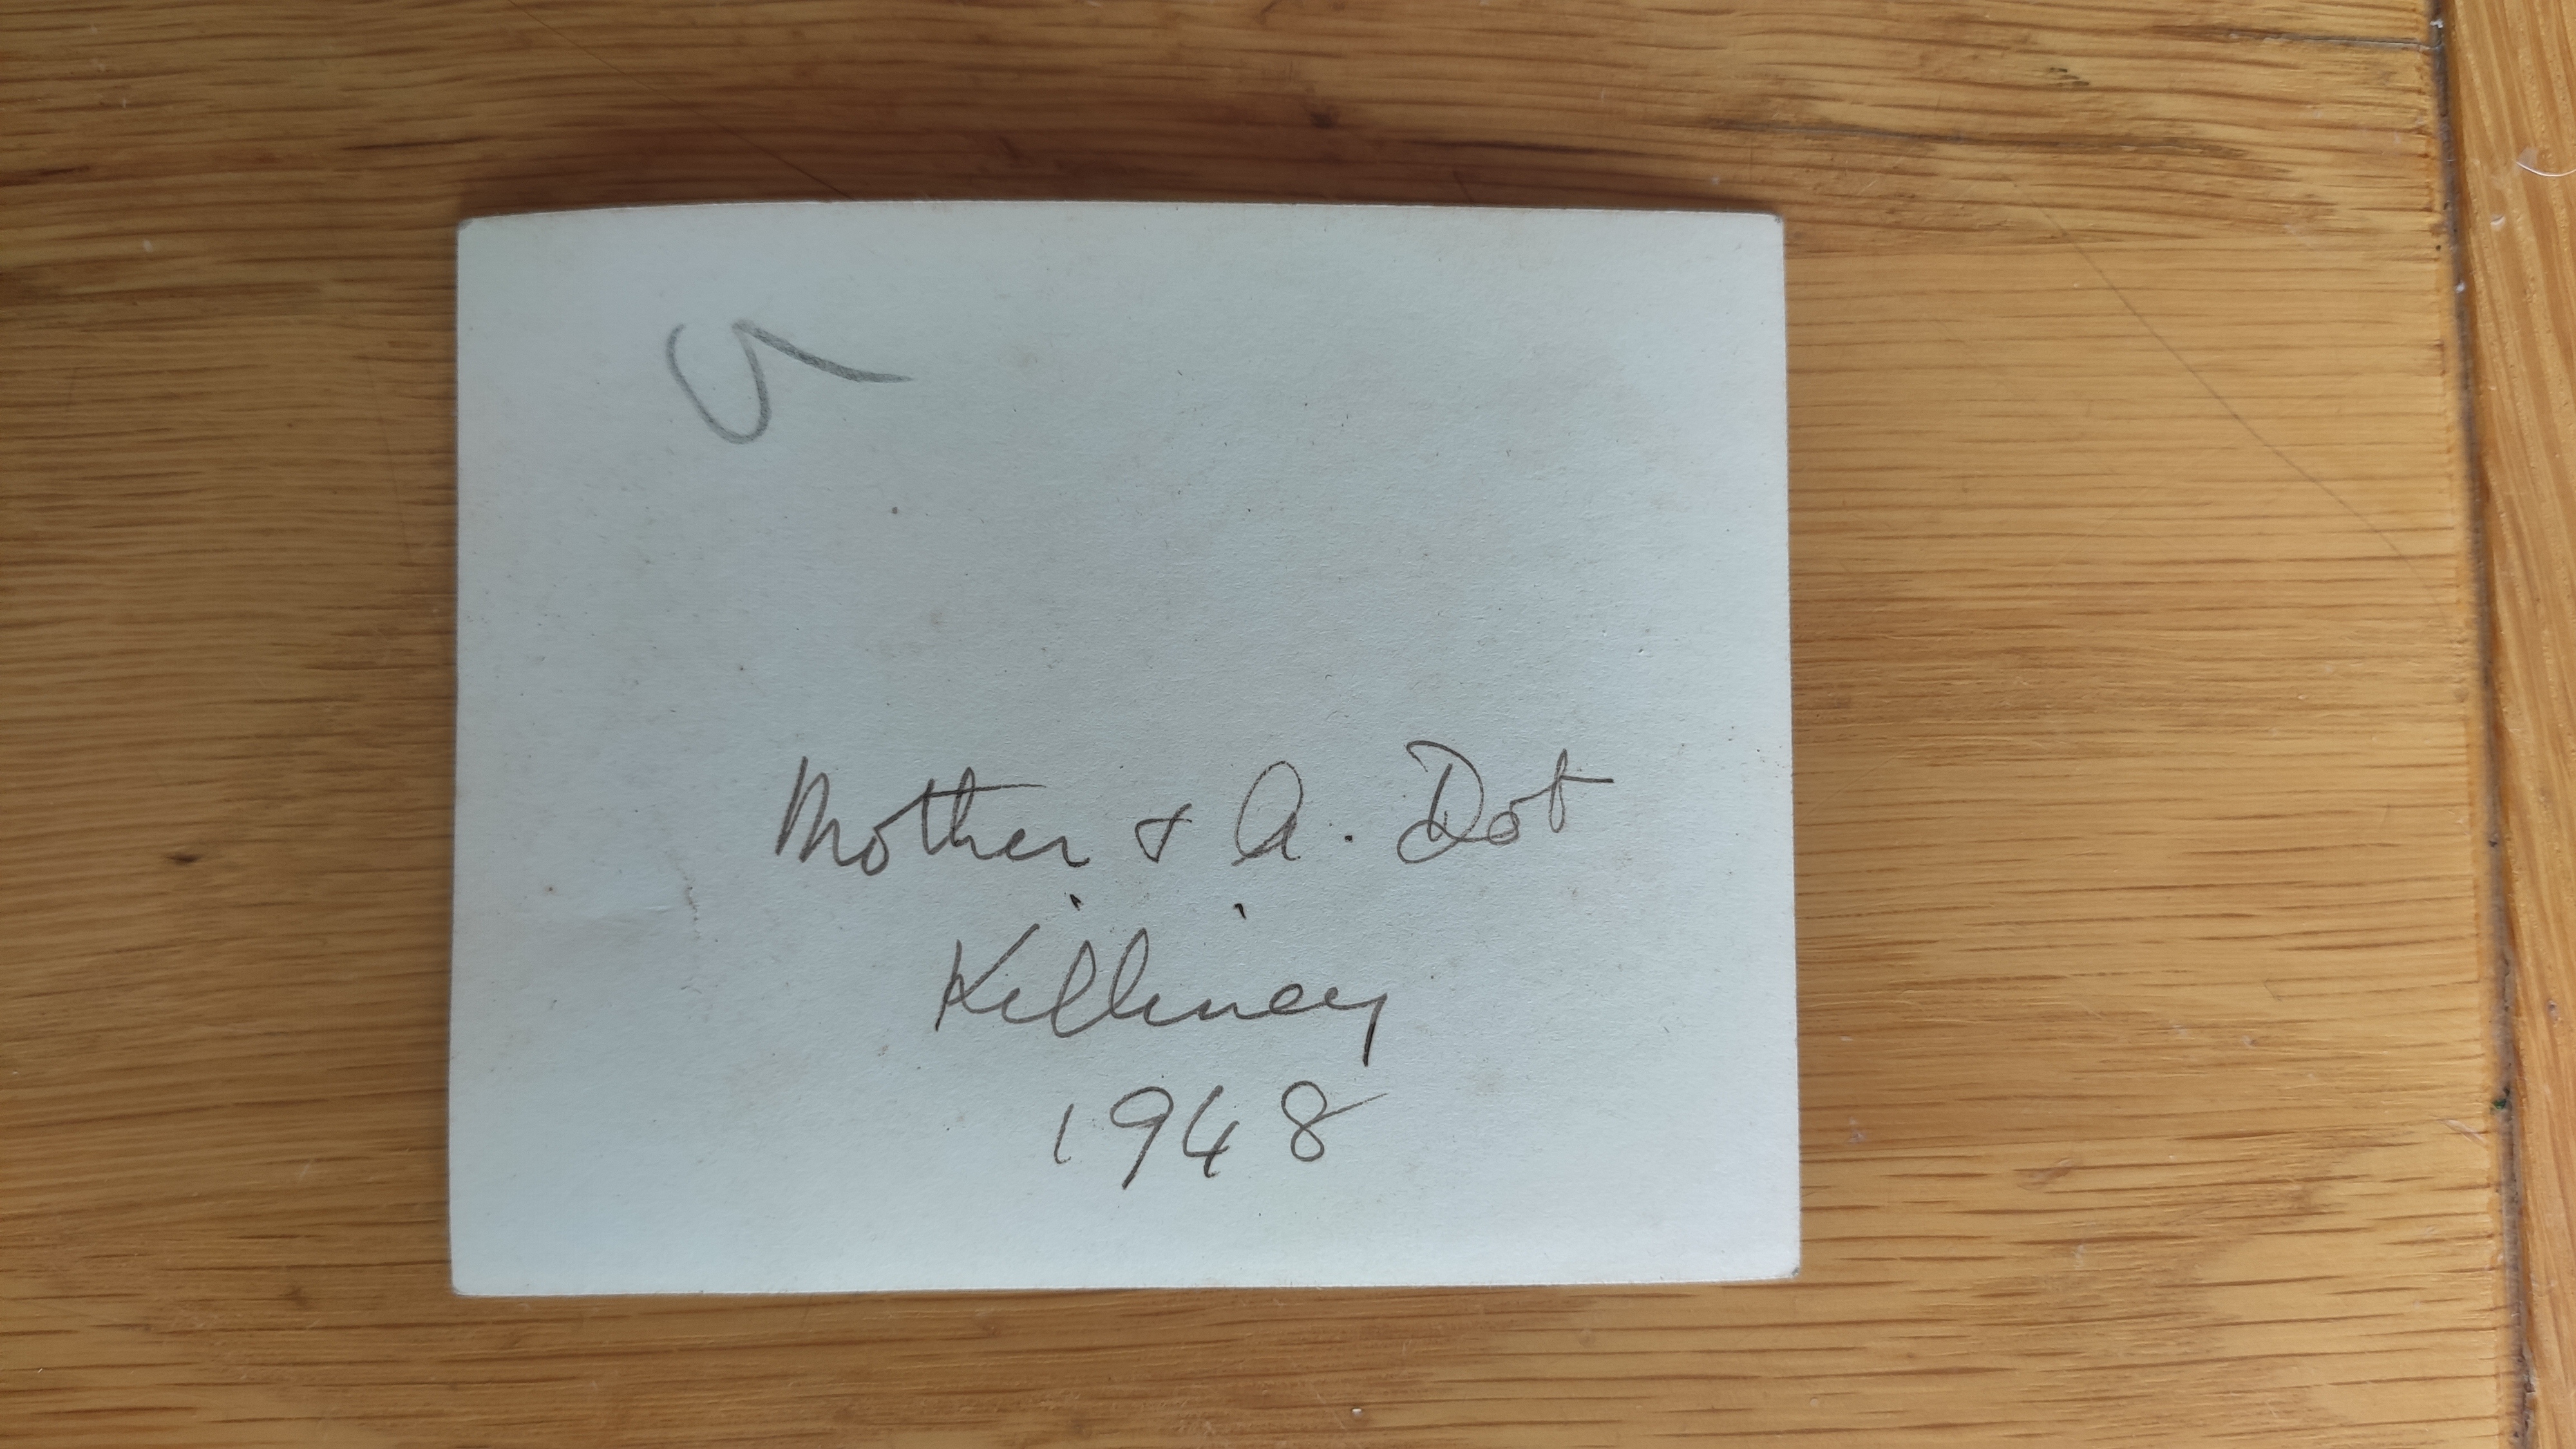 Mother & A. Dot
Killiney
1948